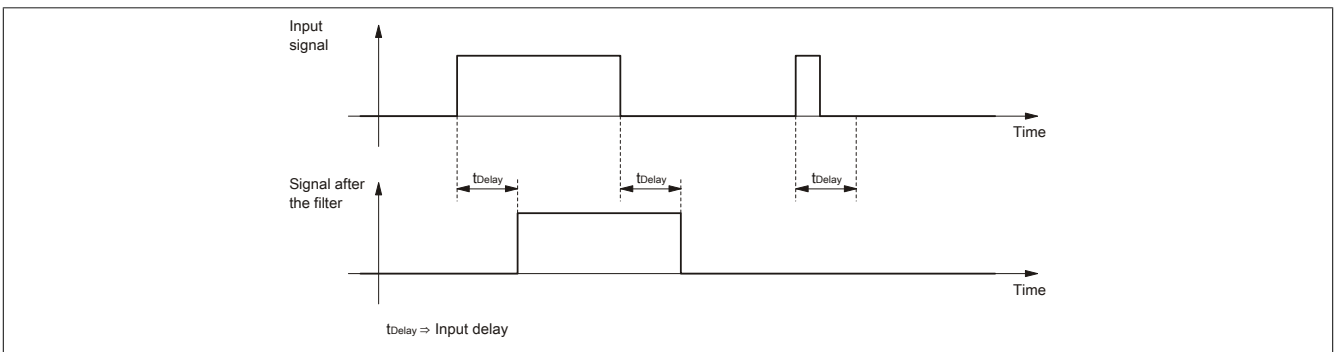 Input
signal
Time
tDelay
tDelay
tDelay
Signal after
the filter
Time
tDelay ⇒ Input delay